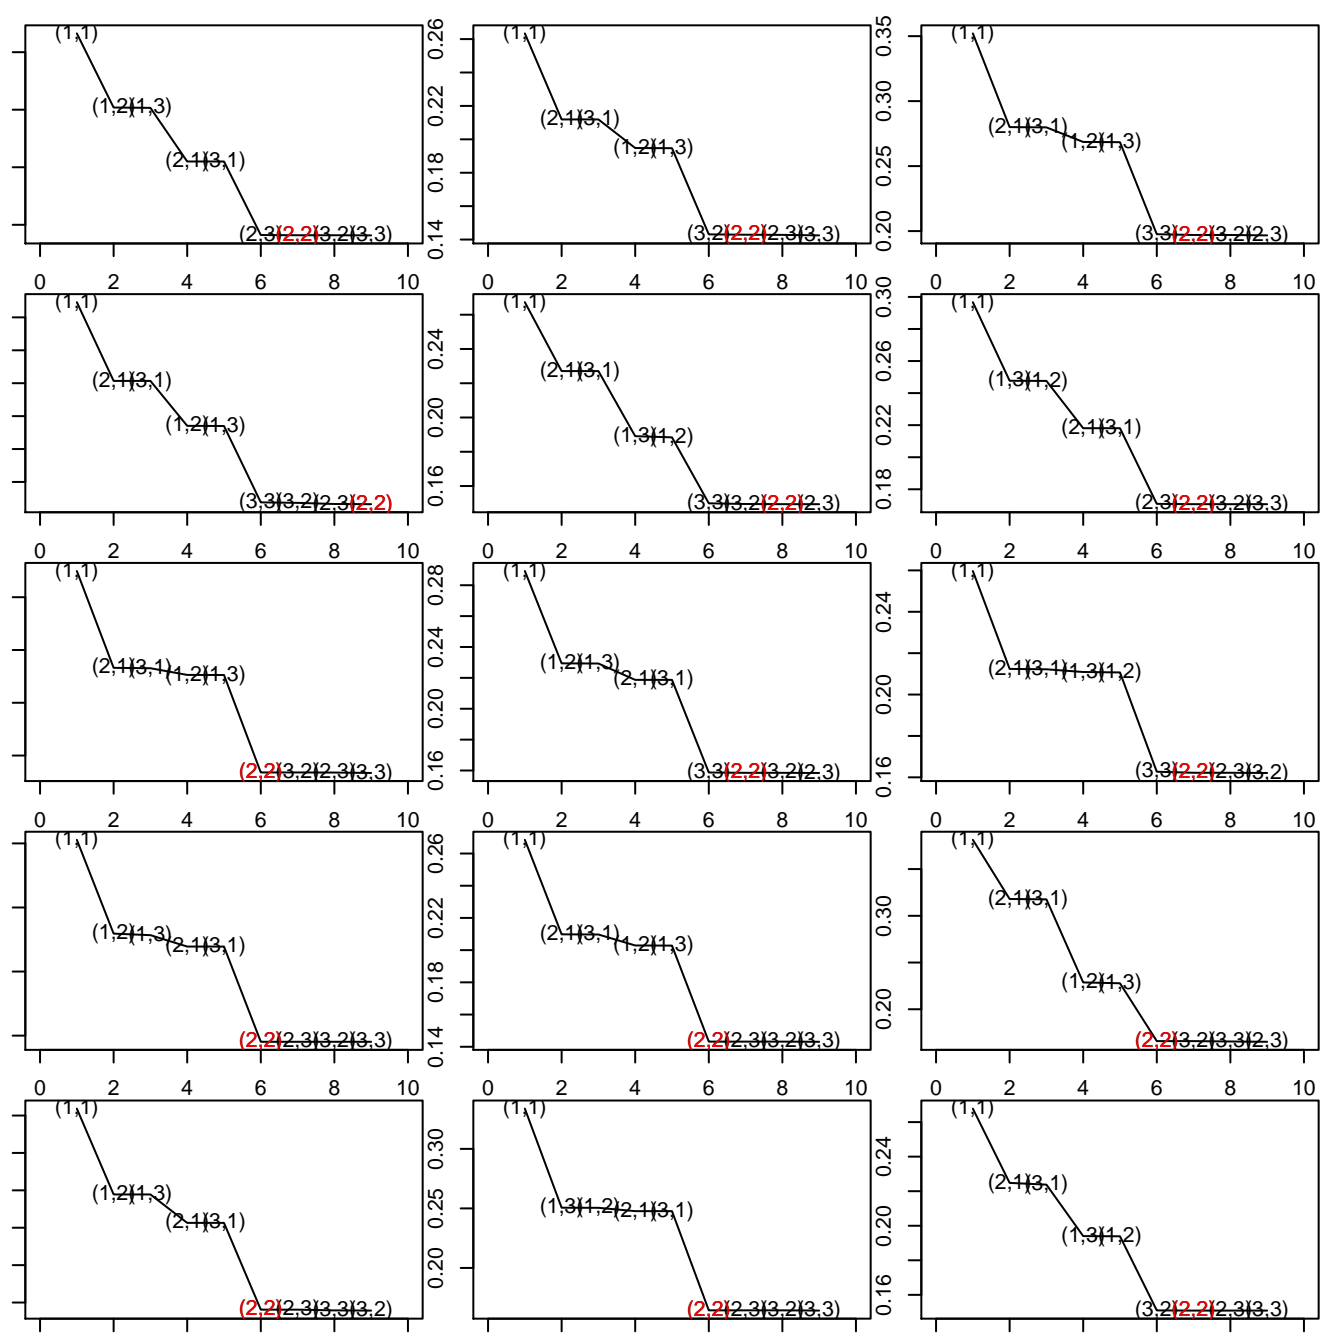 (1,1)
(1,2)(1,3)
(2,1)(3,1)
(2,3)(2,2)(3,2)(3,3)
0.14 0.18 0.22 0.26
(1,1)
(2,1)(3,1)
(1,2)(1,3)
(3,2)(2,2)(2,3)(3,3)
0.20 0.25 0.30 0.35
(1,1)
(2,1)(3,1)
(1,2)(1,3)
(3,3)(2,2)(3,2)(2,3)
0 2 4 6 8 10
0 2 4 6 8 10
0 2 4 6 8 10
(1,1)
(2,1)(3,1)
(1,2)(1,3)
(3,3)(3,2)(2,3)(2,2)
0.16 0.20 0.24
(1,1)
(2,1)(3,1)
(1,3)(1,2)
(3,3)(3,2)(2,2)(2,3)
0.18 0.22 0.26 0.30
(1,1)
(1,3)(1,2)
(2,1)(3,1)
(2,3)(2,2)(3,2)(3,3)
0 2 4 6 8 10
0 2 4 6 8 10
0 2 4 6 8 10
(1,1)
(2,1)(3,1)(1,2)(1,3)
(2,2)(3,2)(2,3)(3,3)
0.16 0.20 0.24 0.28
(1,1)
(1,2)(1,3)
(2,1)(3,1)
(3,3)(2,2)(3,2)(2,3)
0.16 0.20 0.24
(1,1)
(2,1)(3,1)(1,3)(1,2)
(3,3)(2,2)(2,3)(3,2)
0 2 4 6 8 10
0 2 4 6 8 10
0 2 4 6 8 10
(1,1)
(1,2)(1,3)
(2,1)(3,1)
(2,2)(2,3)(3,2)(3,3)
0.14 0.18 0.22 0.26
(1,1)
(2,1)(3,1)
(1,2)(1,3)
(2,2)(2,3)(3,2)(3,3)
0.20 0.30
(1,1)
(2,1)(3,1)
(1,2)(1,3)
(2,2)(3,2)(3,3)(2,3)
0 2 4 6 8 10
0 2 4 6 8 10
0 2 4 6 8 10
(1,1)
(1,2)(1,3)
(2,1)(3,1)
(2,2)(2,3)(3,3)(3,2)
0.20 0.25 0.30
(1,1)
(1,3)(1,2)(2,1)(3,1)
(2,2)(2,3)(3,2)(3,3)
0.16 0.20 0.24
(1,1)
(2,1)(3,1)
(1,3)(1,2)
(3,2)(2,2)(2,3)(3,3)